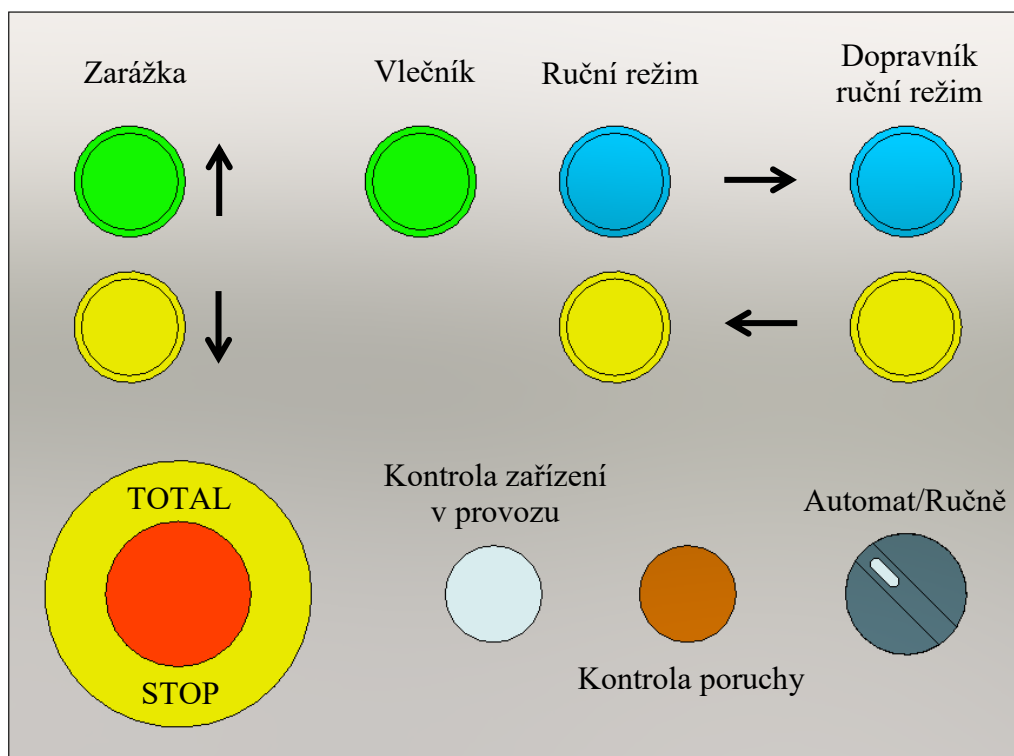 Zarážka
Vlečník
Ruční režim
Dopravník
ruční režim
Kontrola zařízení
v provozu
Automat/Ručně
TOTAL
STOP
Kontrola poruchy